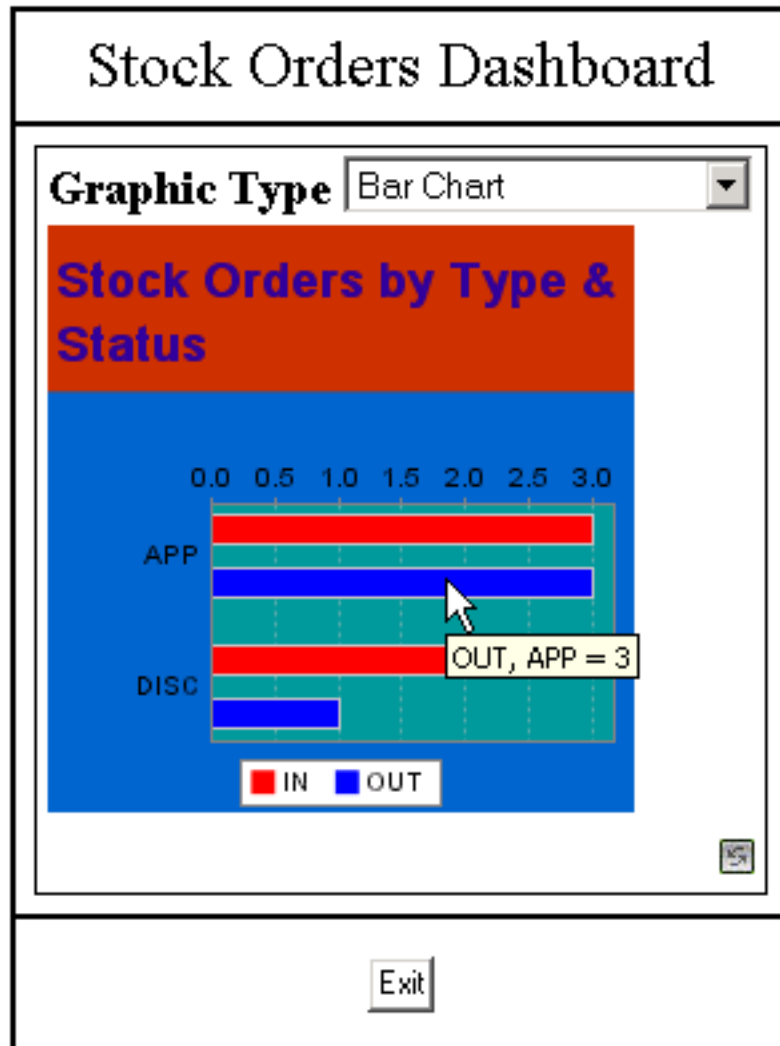 Stock Orders Dashboard
Graphic Type Bar Chart
Stock Orders by Type &
Status
0.0 0.5 1.0 1.5 2.0 2.5 3.0
APP
OUT, APP = 3
DISC
IN OUT
Exit